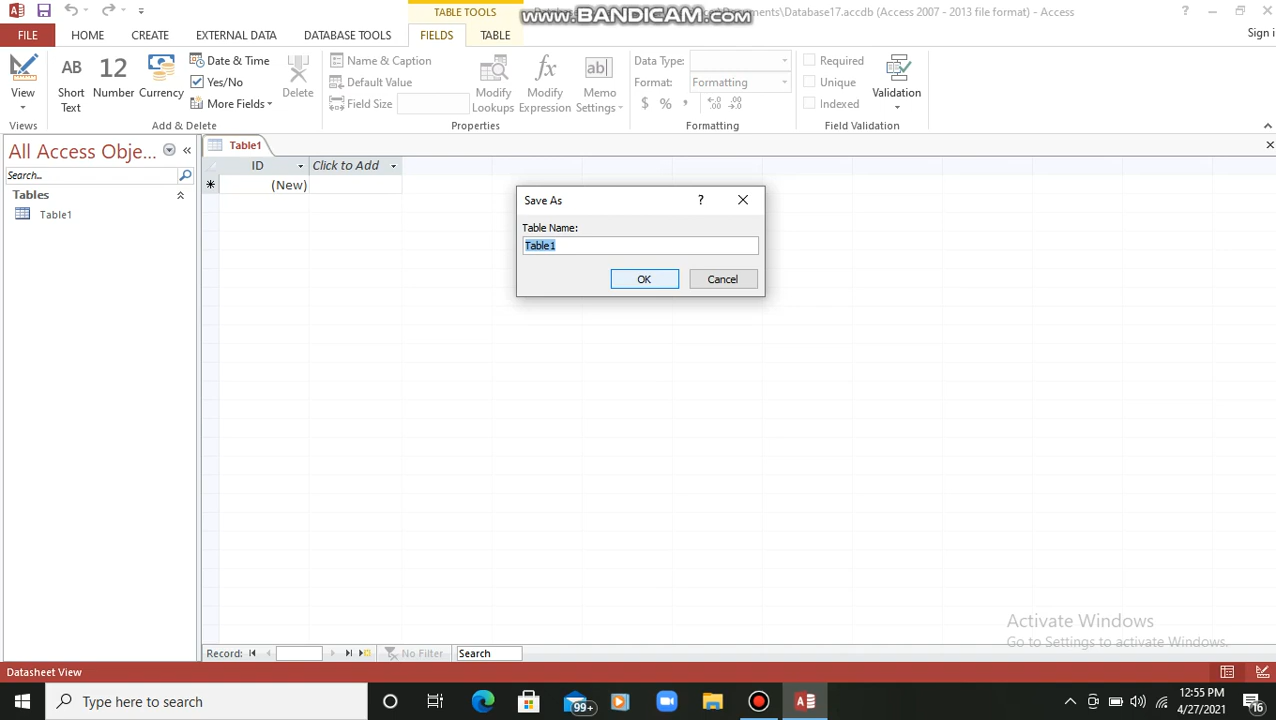 TABLE TOOLS
www.BANDICAM.com
Documents\Database17.accdb (Access 2007 - 2013 file format) - Access
FILE HOME CREATE EXTERNAL DATA DATABASE TOOLS FIELDS TABLE
Sign i
View
AB
Short Text
12
Number
Currency
Date & Time
Yes/No
More Fields
Delete
Name & Caption
Default Value
Field Size
Modify Lookups
fx
Modify Expression
ab|
Memo Settings
Data Type:
Format: Formatting
$ % ,
.00
.00
Required
Unique
Indexed
Validation
Views Add & Delete Properties Formatting Field Validation
All Access Obje...
Search...
Tables
Table1
Table1
ID Click to Add
(New)
Save As
Table Name:
Table1
OK Cancel
Activate Windows
Go to Settings to activate Windows.
Record: No Filter Search
Datasheet View
Type here to search
99+
12:55 PM
4/27/2021
16